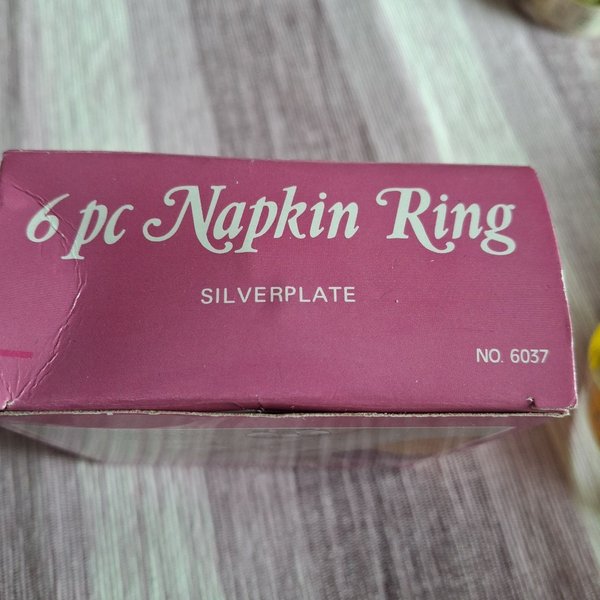 6 pc Napkin Ring
SILVERPLATE
NO. 6037